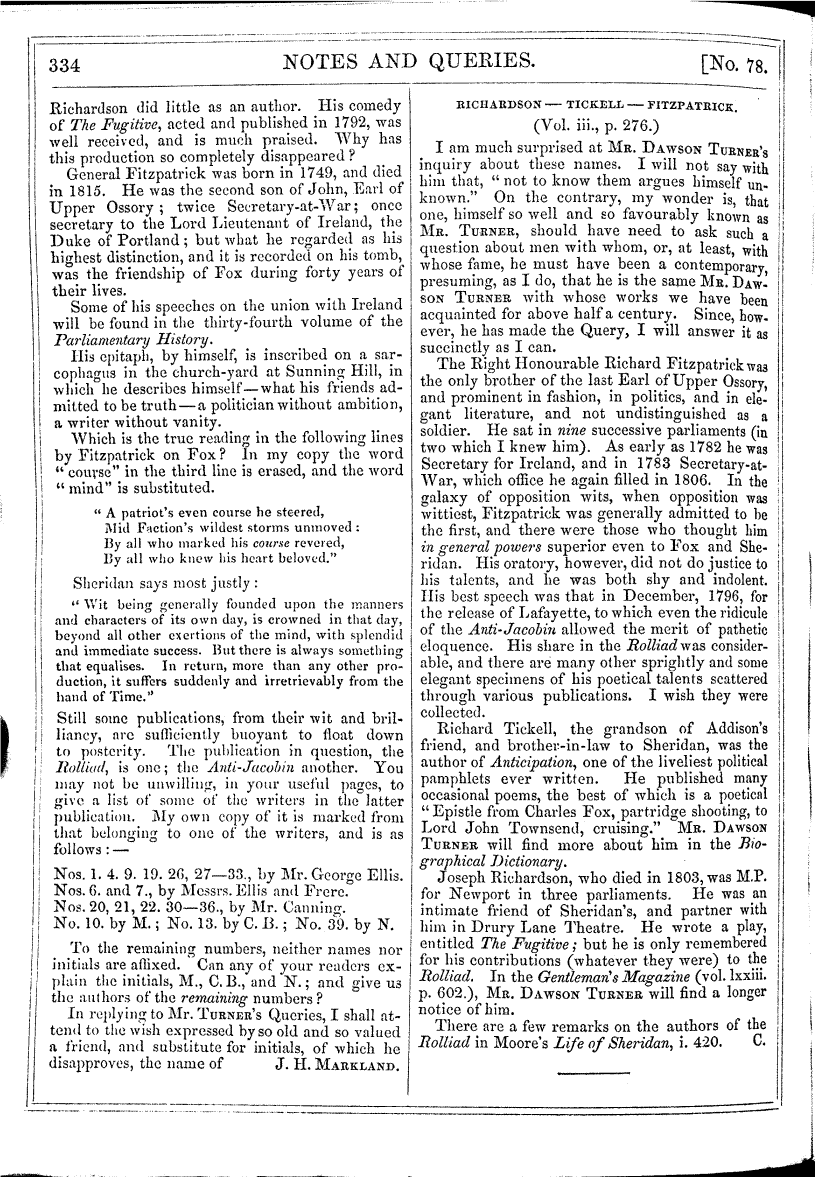 334
NOTES AND QUERIES.
[No. 78.
Richardson did little as an author. His comedy
of The Fugitive, acted and published in 1792, was
well received, and is much praised. Why has
this production so completely disappeared?
General Fitzpatrick was born in 1749, and died
in 1815. He was the second son of John, Earl of
Upper Ossory; twice Secretary-at-War; once
secretary to the Lord Lieutenant of Ireland, the
Duke of Portland; but what he regarded as his
highest distinction, and it is recorded on his tomb,
was the friendship of Fox during forty years of
their lives.
Some of his speeches on the union with Ireland
will be found in the thirty-fourth volume of the
Parliamentary History.
His epitaph, by himself, is inscribed on a sar-
cophagus in the church-yard at Sunning Hill, in
which he describes himself—what his friends ad-
mitted to be truth—a politician without ambition,
a writer without vanity.
Which is the true reading in the following lines
by Fitzpatrick on Fox? In my copy the word
"course" in the third line is erased, and the word
"mind" is substituted.
"A patriot's even course he steered,
Mid Faction's wildest storms unmoved:
By all who marked his course revered,
By all who knew his heart beloved."
Sheridan says most justly:
"Wit being generally founded upon the manners
and characters of its own day, is crowned in that day,
beyond all other exertions of the mind, with splendid
and immediate success. But there is always something
that equalises. In return, more than any other pro-
duction, it suffers suddenly and irretrievably from the
hand of Time."
Still some publications, from their wit and bril-
liancy, are sufficiently buoyant to float down
to posterity. The publication in question, the
Rolliad, is one; the Anti-Jacobin another. You
may not be unwilling, in your useful pages, to
give a list of some of the writers in the latter
publication. My own copy of it is marked from
that belonging to one of the writers, and is as
follows:—
Nos. 1. 4. 9. 19. 26, 27—33., by Mr. George Ellis.
Nos. 6. and 7., by Messrs. Ellis and Frere.
Nos. 20, 21, 22. 30—36., by Mr. Canning.
No. 10. by M.; No. 13. by C. B.; No. 39. by N.
To the remaining numbers, neither names nor
initials are affixed. Can any of your readers ex-
plain the initials, M., C. B., and N.; and give us
the authors of the remaining numbers?
In replying to Mr. TURNER'S Queries, I shall at-
tend to the wish expressed by so old and so valued
a friend, and substitute for initials, of which he
disapproves, the name of J. H. MARKLAND.
RICHARDSON — TICKELL — FITZPATRICK.
(Vol. iii., p. 276.)
I am much surprised at MR. DAWSON TURNER'S
inquiry about these names. I will not say with
him that, "not to know them argues himself un-
known." On the contrary, my wonder is, that
one, himself so well and so favourably known as
MR. TURNER, should have need to ask such a
question about men with whom, or, at least, with
whose fame, he must have been a contemporary,
presuming, as I do, that he is the same MR. DAW-
SON TURNER with whose works we have been
acquainted for above half a century. Since, how-
ever, he has made the Query, I will answer it as
succinctly as I can.
The Right Honourable Richard Fitzpatrick was
the only brother of the last Earl of Upper Ossory,
and prominent in fashion, in politics, and in ele-
gant literature, and not undistinguished as a
soldier. He sat in nine successive parliaments (in
two which I knew him). As early as 1782 he was
Secretary for Ireland, and in 1783 Secretary-at-
War, which office he again filled in 1806. In the
galaxy of opposition wits, when opposition was
wittiest, Fitzpatrick was generally admitted to be
the first, and there were those who thought him
in general powers superior even to Fox and She-
ridan. His oratory, however, did not do justice to
his talents, and he was both shy and indolent.
His best speech was that in December, 1796, for
the release of Lafayette, to which even the ridicule
of the Anti-Jacobin allowed the merit of pathetic
eloquence. His share in the Rolliad was consider-
able, and there are many other sprightly and some
elegant specimens of his poetical talents scattered
through various publications. I wish they were
collected.
Richard Tickell, the grandson of Addison's
friend, and brother-in-law to Sheridan, was the
author of Anticipation, one of the liveliest political
pamphlets ever written. He published many
occasional poems, the best of which is a poetical
"Epistle from Charles Fox, partridge shooting, to
Lord John Townsend, cruising." MR. DAWSON
TURNER will find more about him in the Bio-
graphical Dictionary.
Joseph Richardson, who died in 1803, was M.P.
for Newport in three parliaments. He was an
intimate friend of Sheridan's, and partner with
him in Drury Lane Theatre. He wrote a play,
entitled The Fugitive; but he is only remembered
for his contributions (whatever they were) to the
Rolliad. In the Gentleman's Magazine (vol. lxxiii.
p. 602.), MR. DAWSON TURNER will find a longer
notice of him.
There are a few remarks on the authors of the
Rolliad in Moore's Life of Sheridan, i. 420. C.